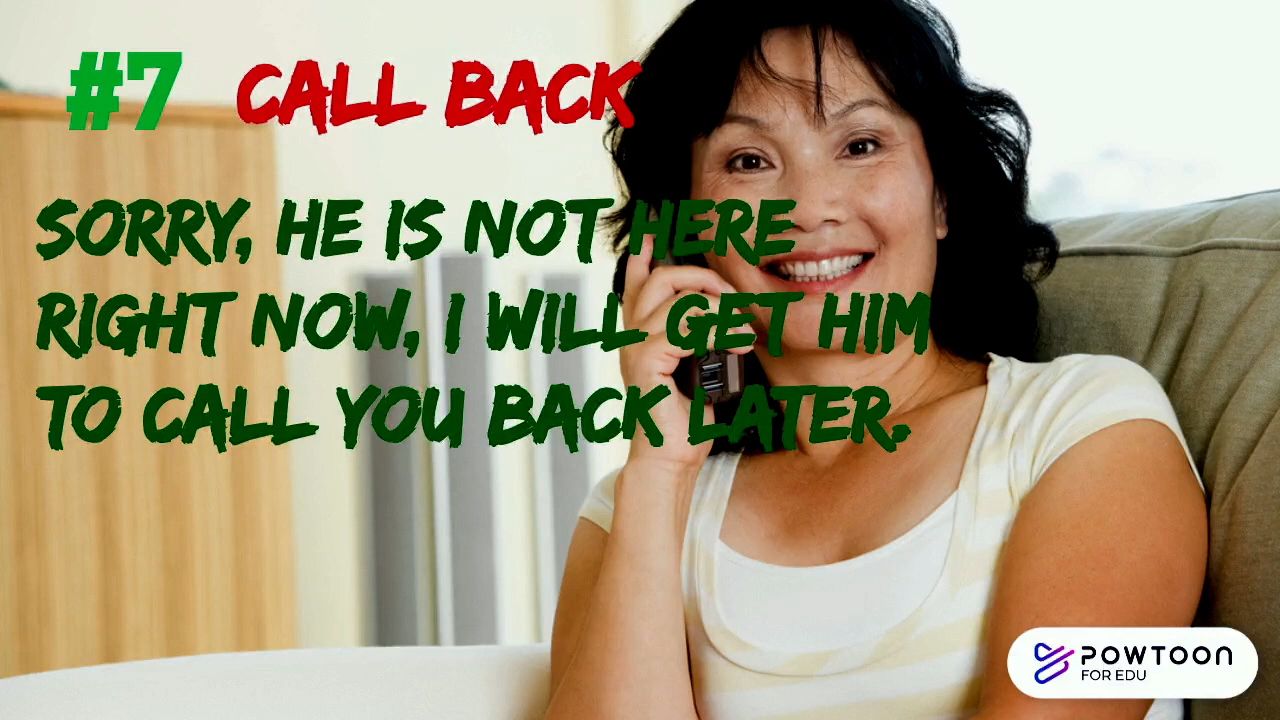 #7 CALL BACK
SORRY, HE IS NOT HERE
RIGHT NOW, I WILL GET HIM
TO CALL YOU BACK LATER.
POWTOON
FOR EDU